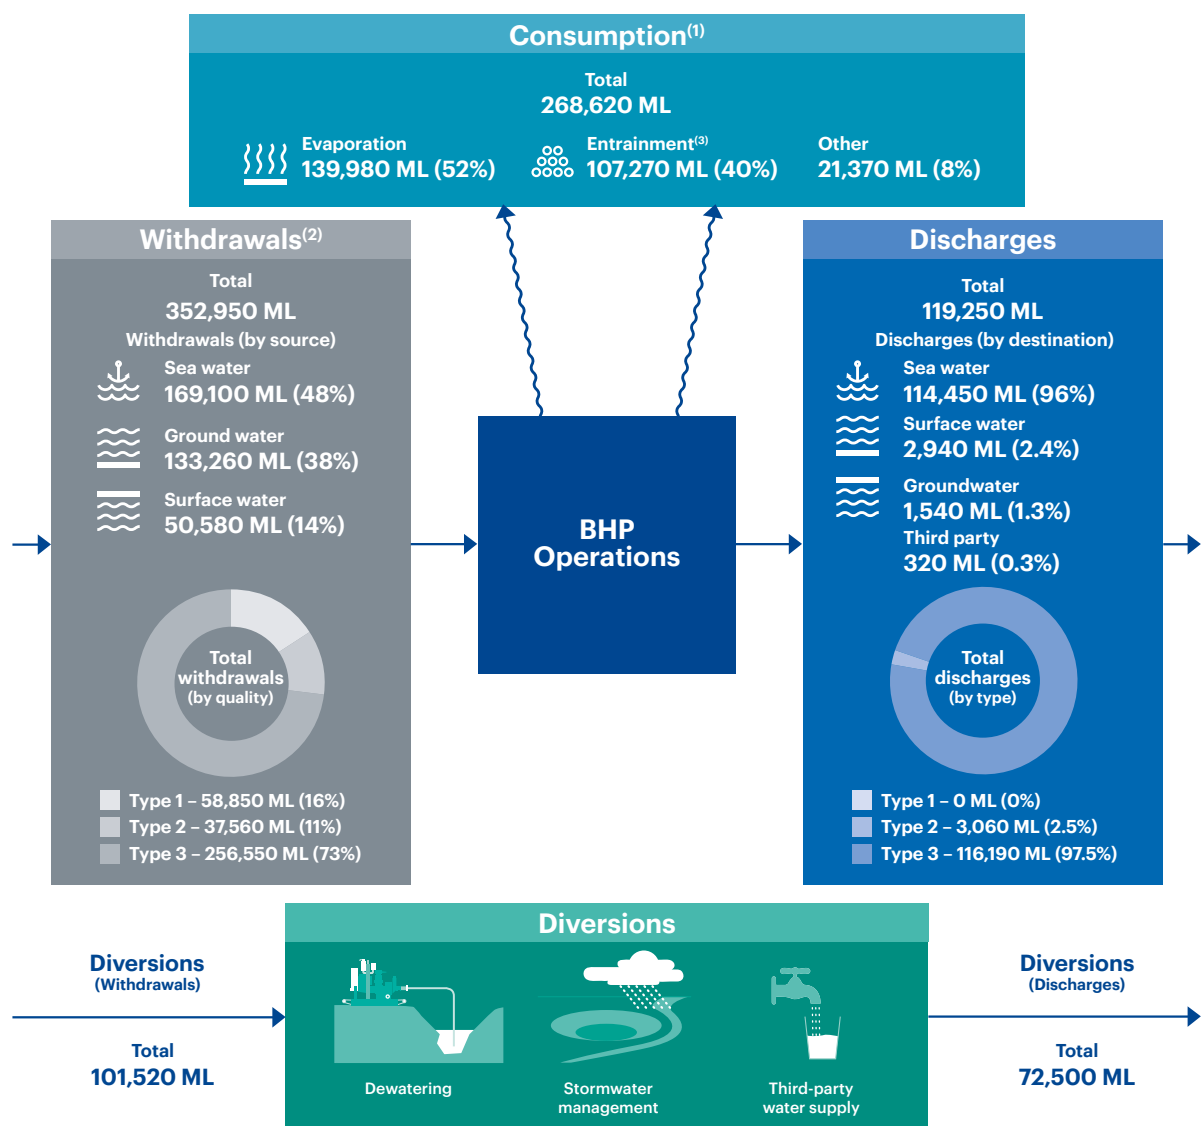 Consumption(1)
Total
268,620 ML
Evaporation
139,980 ML (52%)
Entrainment(3)
107,270 ML (40%)
Other
21,370 ML (8%)
Withdrawals(2)
Total
352,950 ML
Withdrawals (by source)
Sea water
169,100 ML (48%)
Ground water
133,260 ML (38%)
Surface water
50,580 ML (14%)
Total
withdrawals
(by quality)
Type 1 – 58,850 ML (16%)
Type 2 – 37,560 ML (11%)
Type 3 – 256,550 ML (73%)
BHP
Operations
Discharges
Total
119,250 ML
Discharges (by destination)
Sea water
114,450 ML (96%)
Surface water
2,940 ML (2.4%)
Groundwater
1,540 ML (1.3%)
Third party
320 ML (0.3%)
Total
discharges
(by type)
Type 1 – 0 ML (0%)
Type 2 – 3,060 ML (2.5%)
Type 3 – 116,190 ML (97.5%)
Diversions
(Withdrawals)
Total
101,520 ML
Diversions
Dewatering
Stormwater
management
Third-party
water supply
Diversions
(Discharges)
Total
72,500 ML